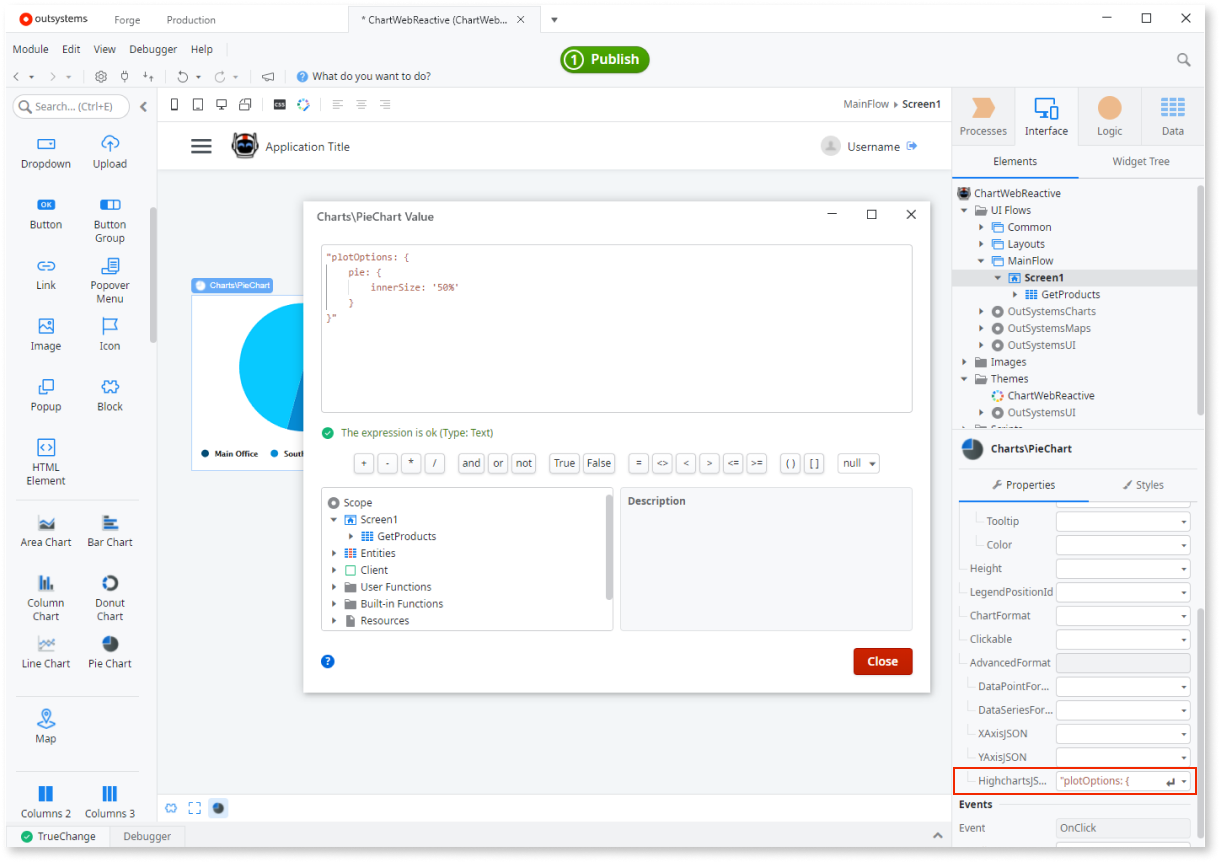 outsystems Forge Production * ChartWebReactive (ChartWeb...
Module Edit View Debugger Help
1 Publish
What do you want to do?
Search... (Ctrl+E)
CSS
MainFlow Screen1
Processes Interface Logic Data
Application Title
Username
Elements Widget Tree
Dropdown Upload
OK
Button Button Group
Link Popover Menu
Image Icon
Popup Block
HTML Element
Area Chart Bar Chart
Column Chart Donut Chart
Line Chart Pie Chart
Map
Columns 2 Columns 3
Charts\PieChart
Main Office
Charts\PieChart Value
"plotOptions: {
pie: {
innerSize: '50%'
}
}"
The expression is ok (Type: Text)
+ - * / and or not True False = <> < > <= >= ( ) [ ] null
Scope
Screen1
GetProducts
Entities
Client
User Functions
Built-in Functions
Resources
Description
?
Close
ChartWebReactive
UI Flows
Common
Layouts
MainFlow
Screen1
GetProducts
OutSystemsCharts
OutSystemsMaps
OutSystemsUI
Images
Themes
ChartWebReactive
OutSystemsUI
Charts\PieChart
Properties Styles
Tooltip
Color
Height
LegendPositionId
ChartFormat
Clickable
AdvancedFormat
DataPointFor...
DataSeriesFor...
XAxisJSON
YAxisJSON
HighchartsJS... "plotOptions: {
Events
Event OnClick
TrueChange Debugger